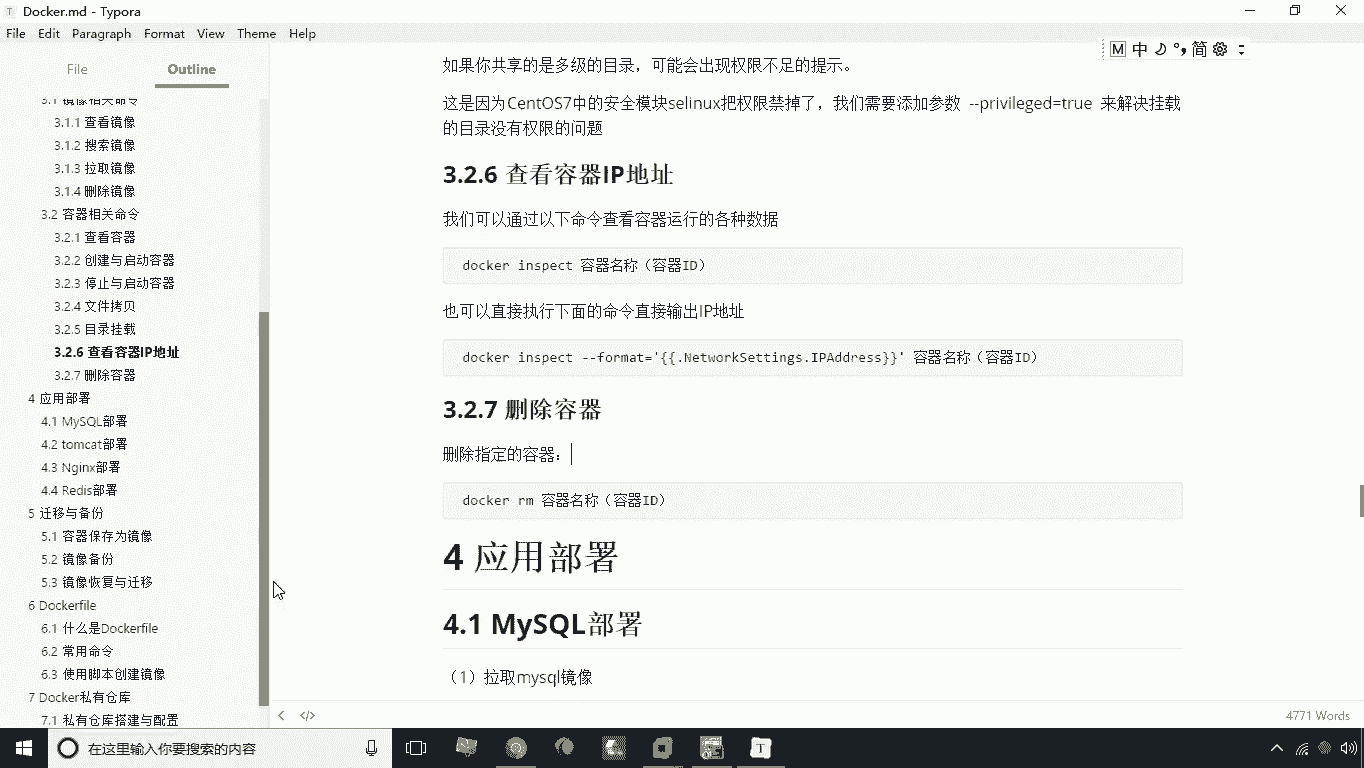 Docker.md - Typora
File Edit Paragraph Format View Theme Help
M 中 简
File Outline
3.1 镜像相关命令
3.1.1 查看镜像
3.1.2 搜索镜像
3.1.3 拉取镜像
3.1.4 删除镜像
3.2 容器相关命令
3.2.1 查看容器
3.2.2 创建与启动容器
3.2.3 停止与启动容器
3.2.4 文件拷贝
3.2.5 目录挂载
3.2.6 查看容器IP地址
3.2.7 删除容器
4 应用部署
4.1 MySQL部署
4.2 tomcat部署
4.3 Nginx部署
4.4 Redis部署
5 迁移与备份
5.1 容器保存为镜像
5.2 镜像备份
5.3 镜像恢复与迁移
6 Dockerfile
6.1 什么是Dockerfile
6.2 常用命令
6.3 使用脚本创建镜像
7 Docker私有仓库
7.1 私有仓库搭建与配置
如果你共享的是多级的目录，可能会出现权限不足的提示。
这是因为CentOS7中的安全模块selinux把权限禁掉了，我们需要添加参数 --privileged=true 来解决挂载
的目录没有权限的问题
3.2.6 查看容器IP地址
我们可以通过以下命令查看容器运行的各种数据
docker inspect 容器名称（容器ID）
也可以直接执行下面的命令直接输出IP地址
docker inspect --format='{{.NetworkSettings.IPAddress}}' 容器名称（容器ID）
3.2.7 删除容器
删除指定的容器：
docker rm 容器名称（容器ID）
4 应用部署
4.1 MySQL部署
（1）拉取mysql镜像
4771 Words
在这里输入你要搜索的内容